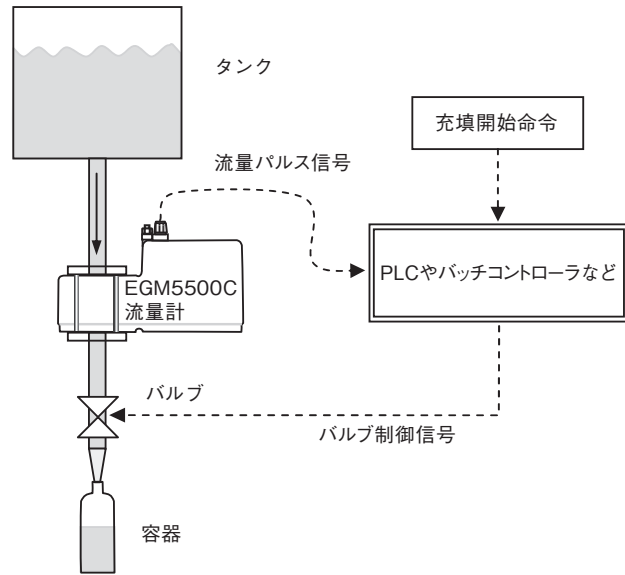 タンク
充填開始命令
流量パルス信号
PLCやバッチコントローラなど
EGM5500C
流量計
バルブ
バルブ制御信号
容器